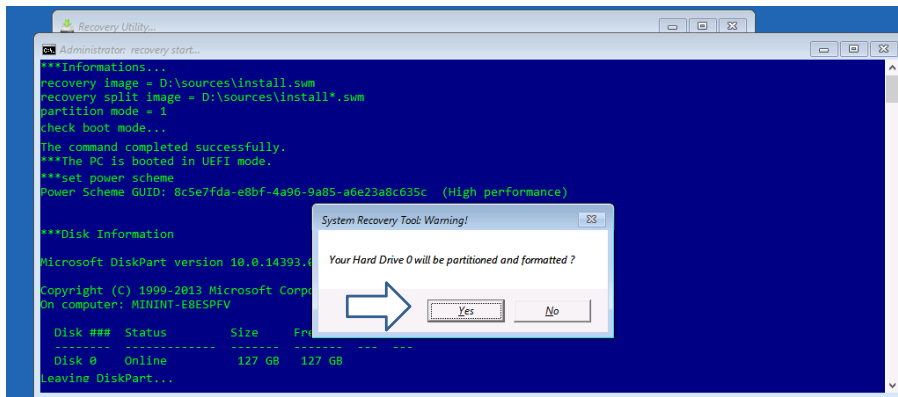 Recovery Utility...
Administrator: recovery start...
***Informations...
recovery image = D:\sources\install.swm
recovery split image = D:\sources\install*.swm
partition mode = 1
check boot mode...
The command completed successfully.
***The PC is booted in UEFI mode.
***set power scheme
Power Scheme GUID: 8c5e7fda-e8bf-4a96-9a85-a6e23a8c635c (High performance)
***Disk Information
Microsoft DiskPart version 10.0.14393.
Copyright (C) 1999-2013 Microsoft Corpo
On computer: MININT-E8ESPFV
Disk ### Status Size Fre
-------- ------------- ------- ------- --- ---
Disk 0 Online 127 GB 127 GB
Leaving DiskPart...
System Recovery Tool: Warning!
Your Hard Drive 0 will be partitioned and formatted ?
Yes No